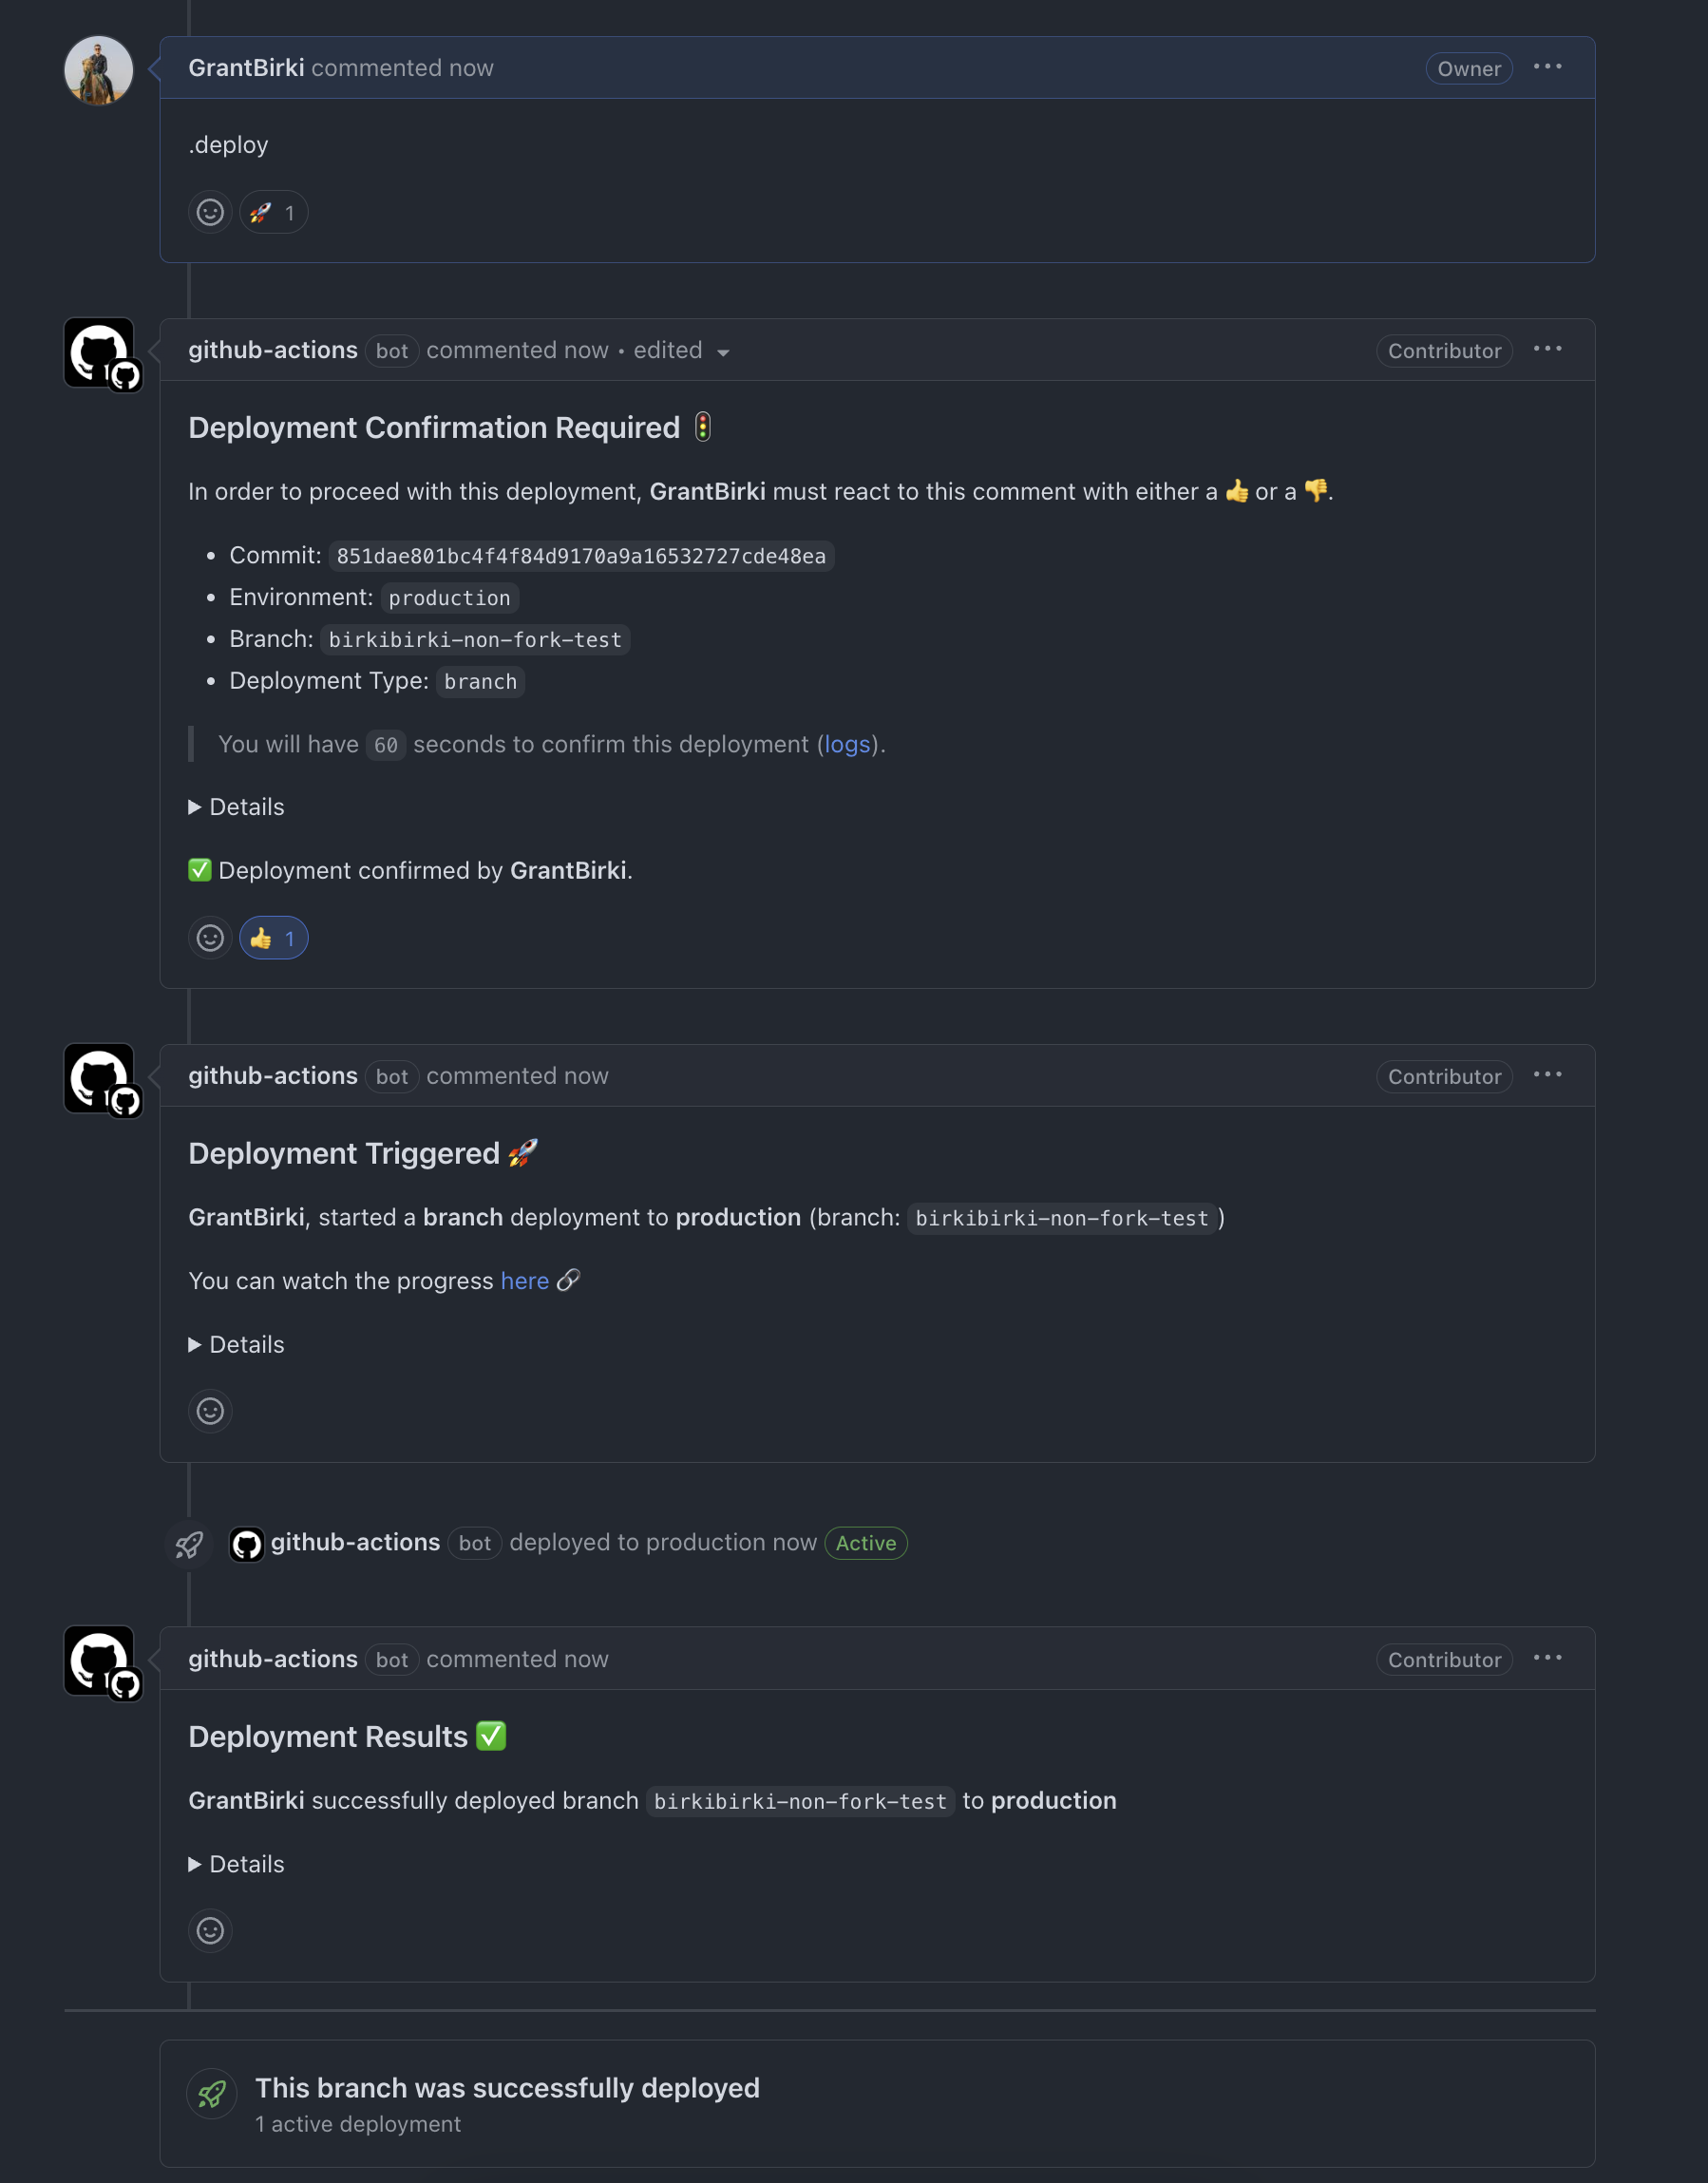 GrantBirki commented now Owner
.deploy
🚀 1
github-actions bot commented now • edited Contributor
Deployment Confirmation Required 🚦
In order to proceed with this deployment, GrantBirki must react to this comment with either a 👍 or a 👎.
• Commit: 851dae801bc4f4f84d9170a9a16532727cde48ea
• Environment: production
• Branch: birkibirki-non-fork-test
• Deployment Type: branch
You will have 60 seconds to confirm this deployment (logs).
▶ Details
✅ Deployment confirmed by GrantBirki.
👍 1
github-actions bot commented now Contributor
Deployment Triggered 🚀
GrantBirki, started a branch deployment to production (branch: birkibirki-non-fork-test)
You can watch the progress here 🔗
▶ Details
github-actions bot deployed to production now Active
github-actions bot commented now Contributor
Deployment Results ✅
GrantBirki successfully deployed branch birkibirki-non-fork-test to production
▶ Details
This branch was successfully deployed
1 active deployment